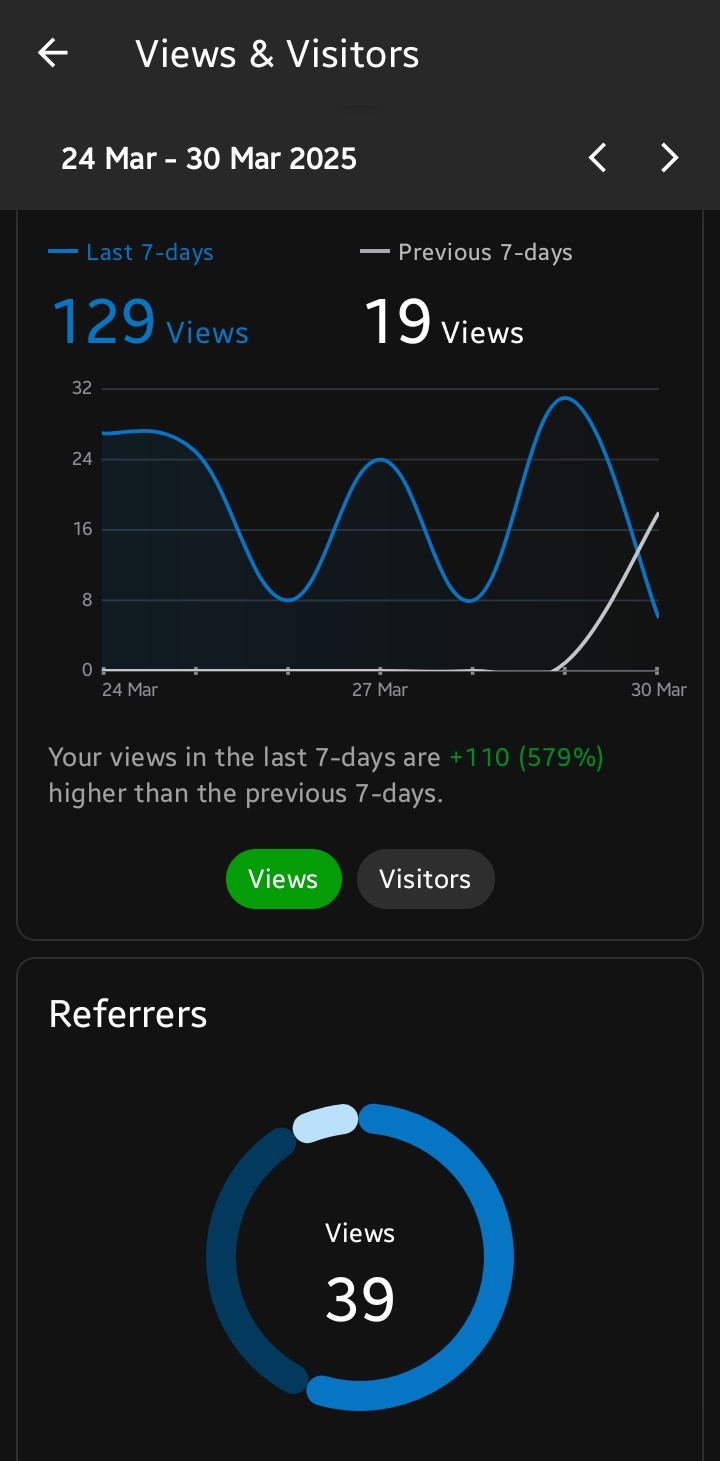 Views & Visitors
24 Mar - 30 Mar 2025
Last 7-days
Previous 7-days
129 Views
19 Views
32
24
16
8
0
24 Mar
27 Mar
30 Mar
Your views in the last 7-days are +110 (579%)
higher than the previous 7-days.
Views
Visitors
Referrers
Views
39